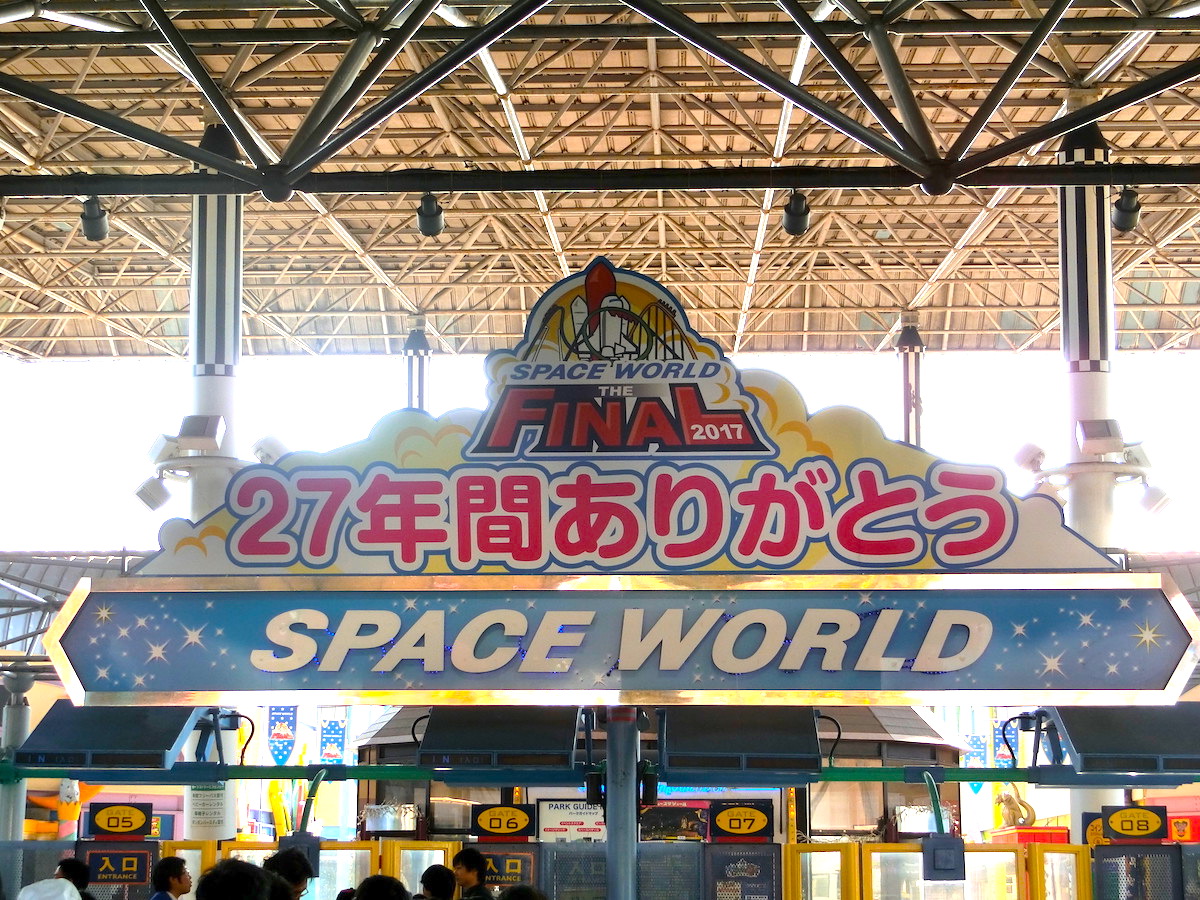 SPACE WORLD
THE
FINAL
2017
27年間ありがとう
SPACE WORLD
GATE
05
GATE
06
GATE
07
GATE
08
PARK GUIDE
入口
ENTRANCE
入口
ENTRANCE